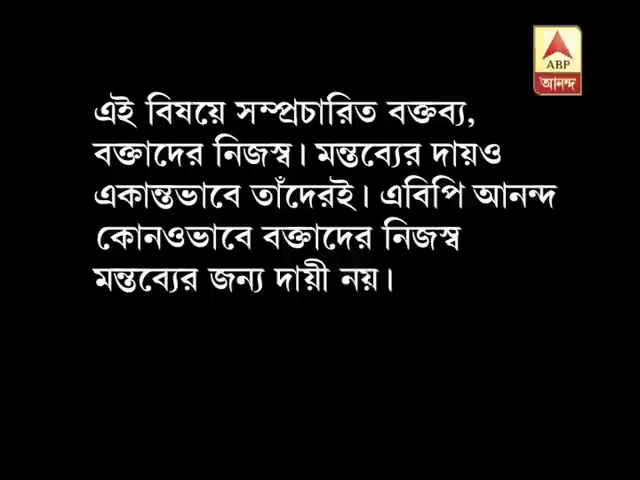 ABP
আনন্দ
এই বিষয়ে সম্প্রচারিত বক্তব্য,
বক্তাদের নিজস্ব। মন্তব্যের দায়ও
একান্তভাবে তাঁদেরই। এবিপি আনন্দ
কোনওভাবে বক্তাদের নিজস্ব
মন্তব্যের জন্য দায়ী নয়।